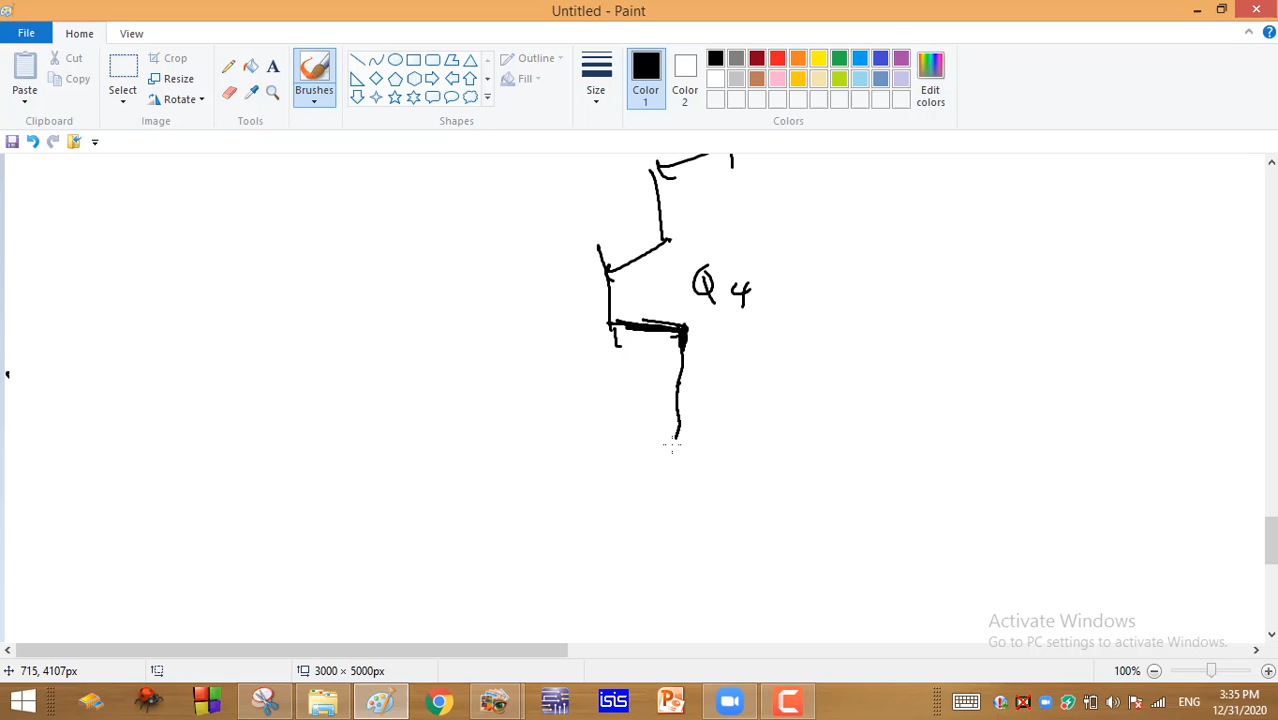 Untitled - Paint
File Home View
Paste
Cut
Copy
Clipboard
Select
Crop
Resize
Rotate
Image
Tools
Brushes
Shapes
Outline
Fill
Size
Color 1
Color 2
Edit colors
Colors
Q 4
Activate Windows
Go to PC settings to activate Windows.
715, 4107px
3000 × 5000px
100%
isis
ENG
3:35 PM
12/31/2020